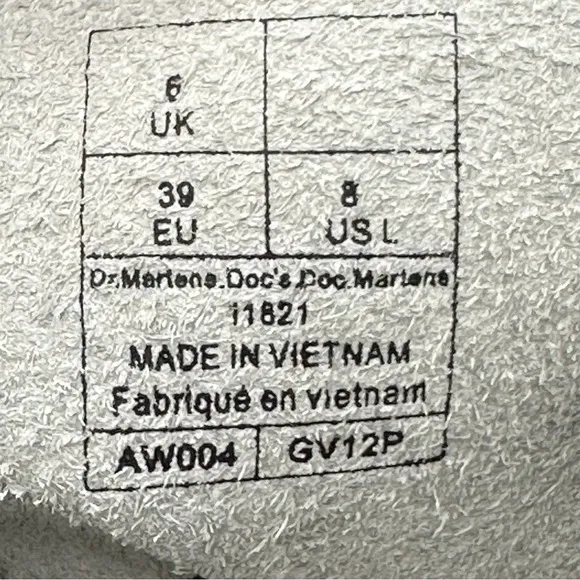 6
UK
39 8
EU US L
Dr.Martens.Doc's.Doc.Martens
11821
MADE IN VIETNAM
Fabriqué en vietnam
AW004 GV12P